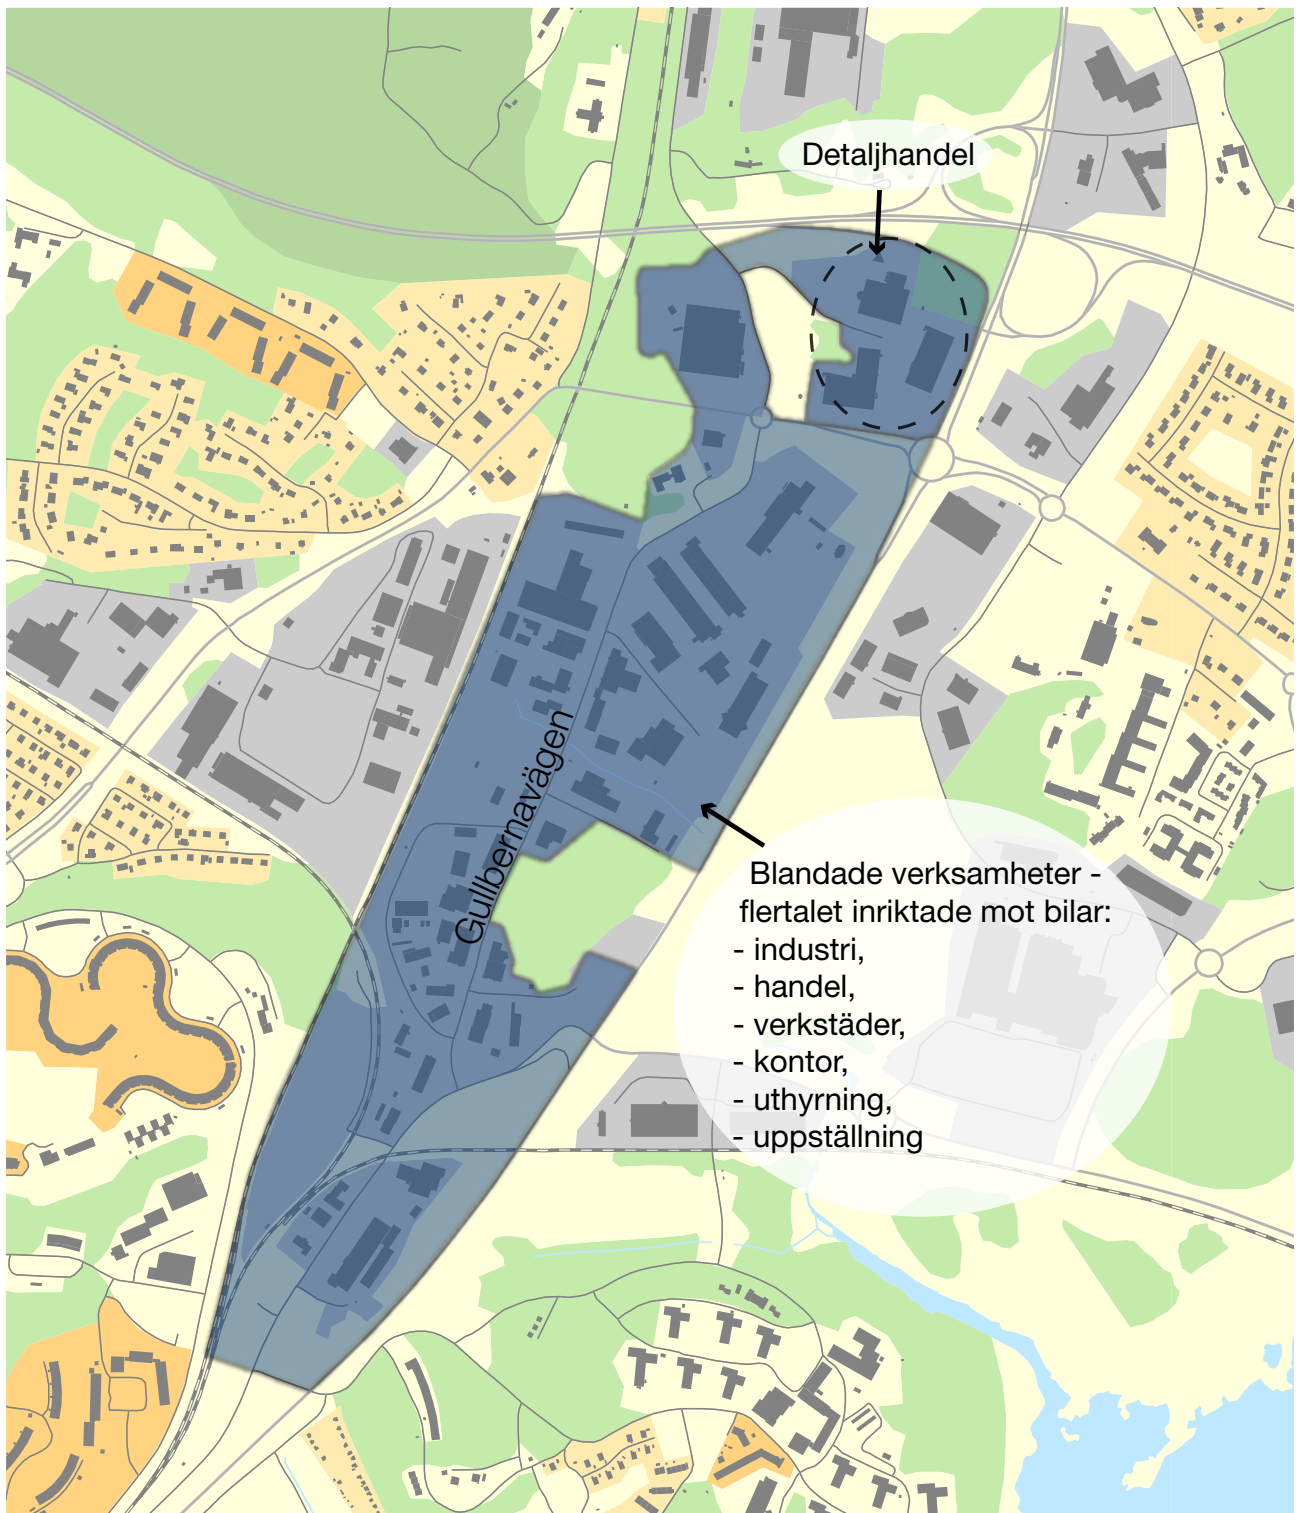 Detaljhandel
Gullbernavägen
Blandade verksamheter -
flertalet inriktade mot bilar:
- industri,
- handel,
- verkstäder,
- kontor,
- uthyrning,
- uppställning